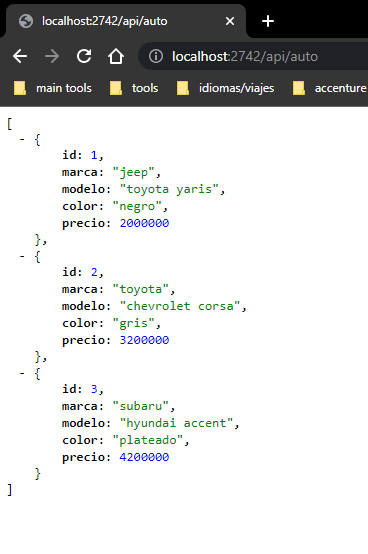 localhost:2742/api/auto
localhost:2742/api/auto
main tools tools idiomas/viajes accenture
[
- {
id: 1,
marca: "jeep",
modelo: "toyota yaris",
color: "negro",
precio: 2000000
},
- {
id: 2,
marca: "toyota",
modelo: "chevrolet corsa",
color: "gris",
precio: 3200000
},
- {
id: 3,
marca: "subaru",
modelo: "hyundai accent",
color: "plateado",
precio: 4200000
}
]